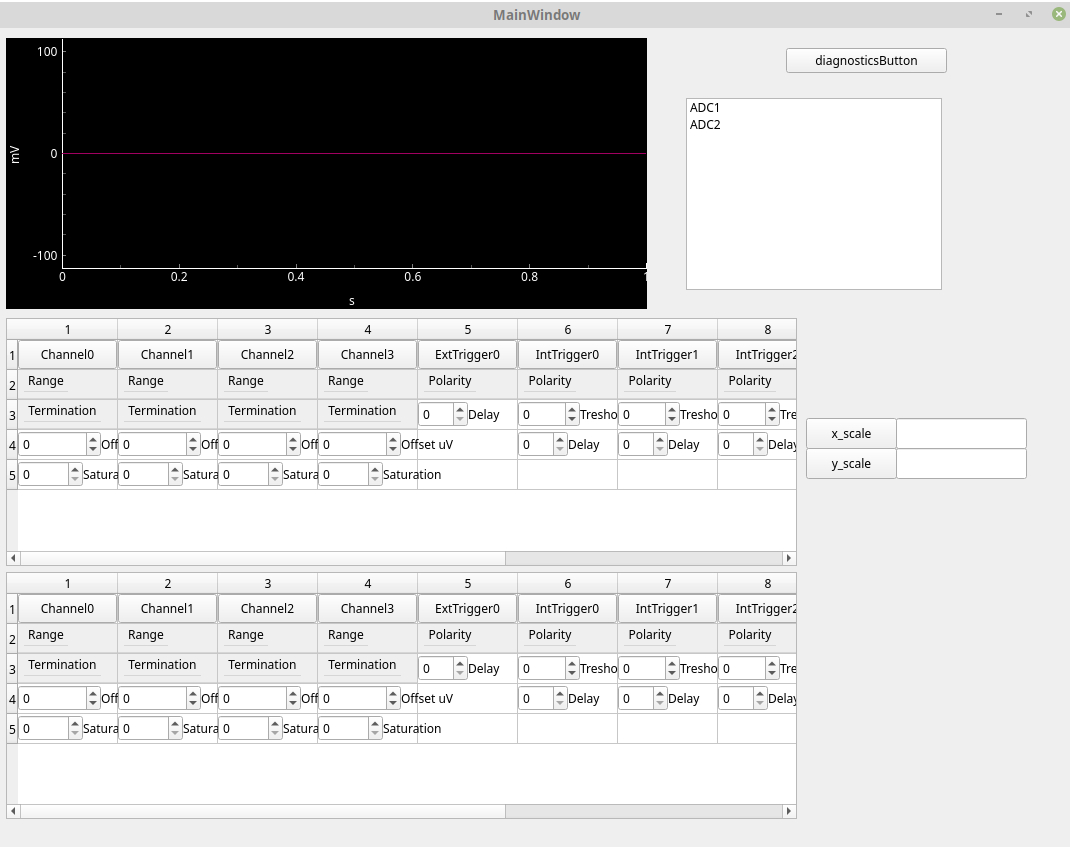 MainWindow
100
0
-100
mV
0 0.2 0.4 0.6 0.8 1
s
diagnosticsButton
ADC1
ADC2
1 2 3 4 5 6 7 8
1 Channel0 Channel1 Channel2 Channel3 ExtTrigger0 IntTrigger0 IntTrigger1 IntTrigger2
2 Range Range Range Range Polarity Polarity Polarity Polarity
3 Termination Termination Termination Termination 0 Delay 0 Tresho 0 Tresho 0 Tre
4 0 Off 0 Off 0 Off 0 Offset uV 0 Delay 0 Delay 0 Delay
5 0 Satura 0 Satura 0 Satura 0 Saturation
x_scale
y_scale
1 2 3 4 5 6 7 8
1 Channel0 Channel1 Channel2 Channel3 ExtTrigger0 IntTrigger0 IntTrigger1 IntTrigger2
2 Range Range Range Range Polarity Polarity Polarity Polarity
3 Termination Termination Termination Termination 0 Delay 0 Tresho 0 Tresho 0 Tre
4 0 Off 0 Off 0 Off 0 Offset uV 0 Delay 0 Delay 0 Delay
5 0 Satura 0 Satura 0 Satura 0 Saturation